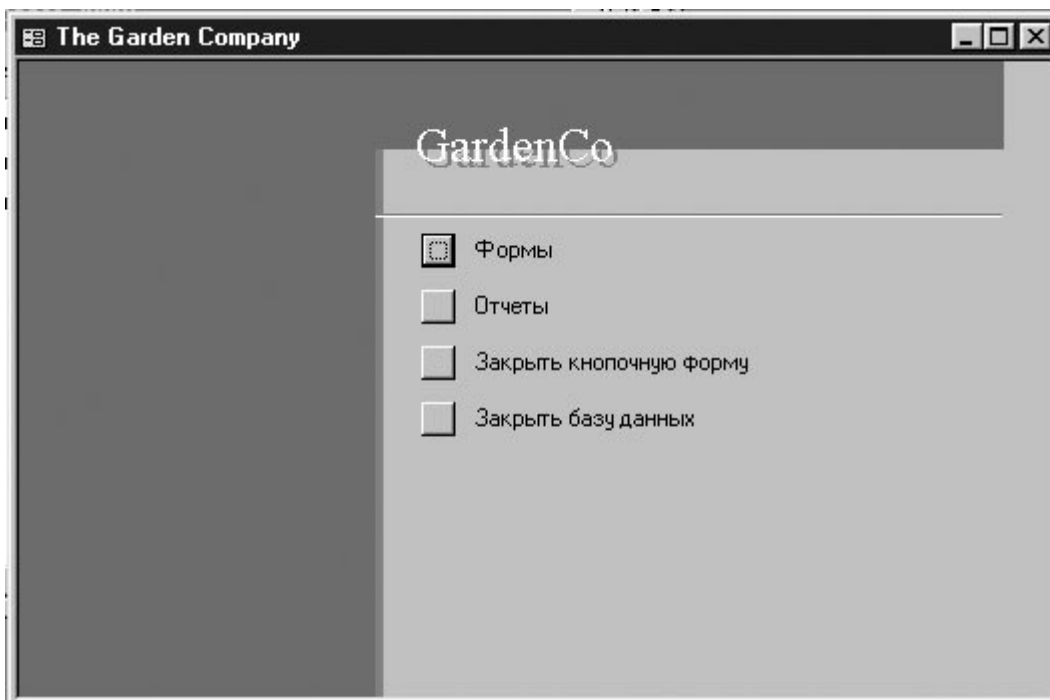 The Garden Company
GardenCo
Формы
Отчеты
Закрыть кнопочную форму
Закрыть базу данных